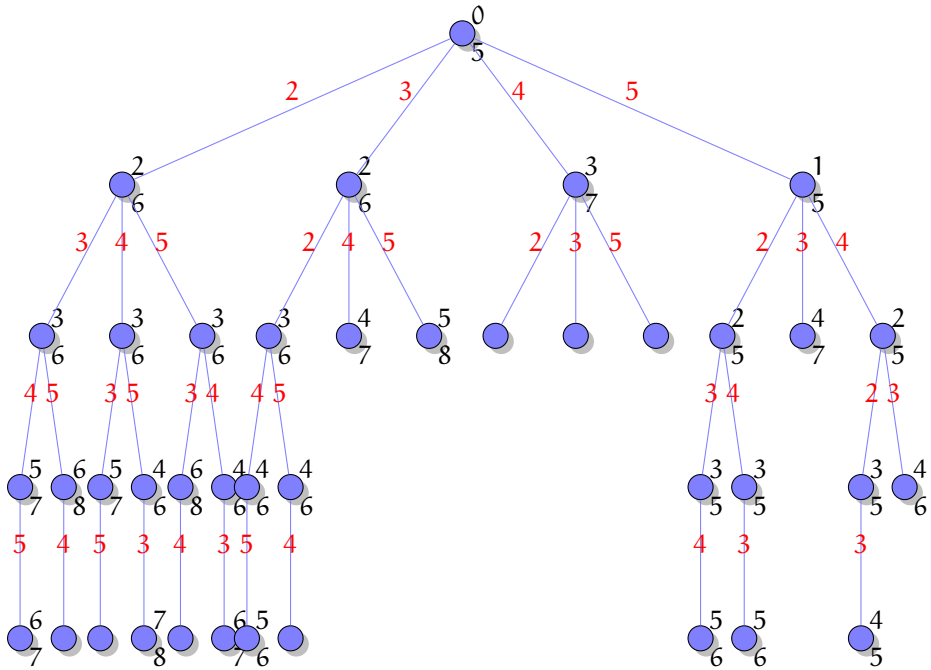 0
5
2 3 4 5
2 2 3 1
6 6 7 5
3 4 5 2 4 5 2 3 5 2 3 4
3 3 3 3 4 5 2 4 2
6 6 6 6 7 8 5 7 5
4 5 3 5 3 4 4 5 3 4 2 3
5 6 5 4 6 4 4 4 3 3 3 4
7 8 7 6 8 6 6 6 5 5 5 6
5 4 5 3 4 3 5 4 4 3 3
6 7 6 5 5 5 4
7 8 7 6 6 6 5